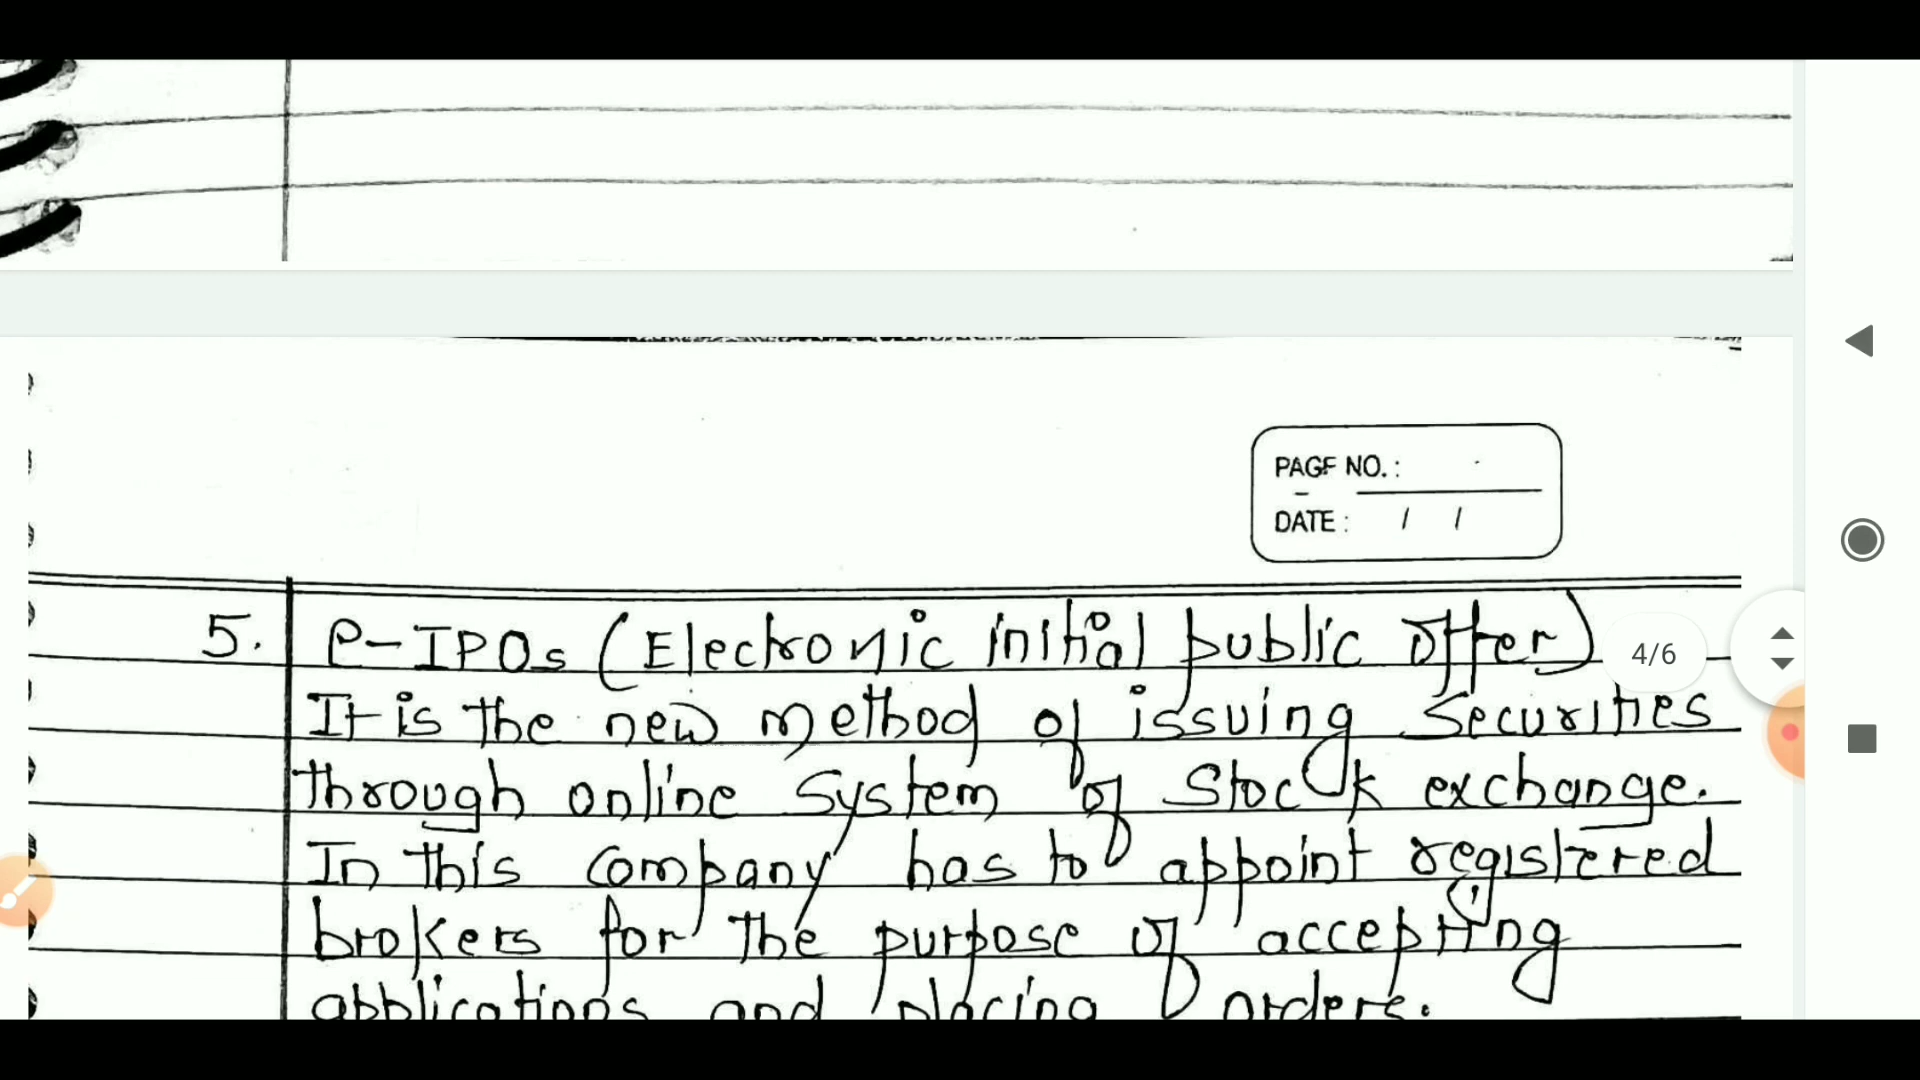 PAGE NO.:
DATE: / /
5. e-IPOs (Electronic initial public offer)
4/6
It is the new method of issuing Securities
through online System of Stock exchange.
In this company has to appoint registered
brokers for the purpose of accepting
applications and placing orders.